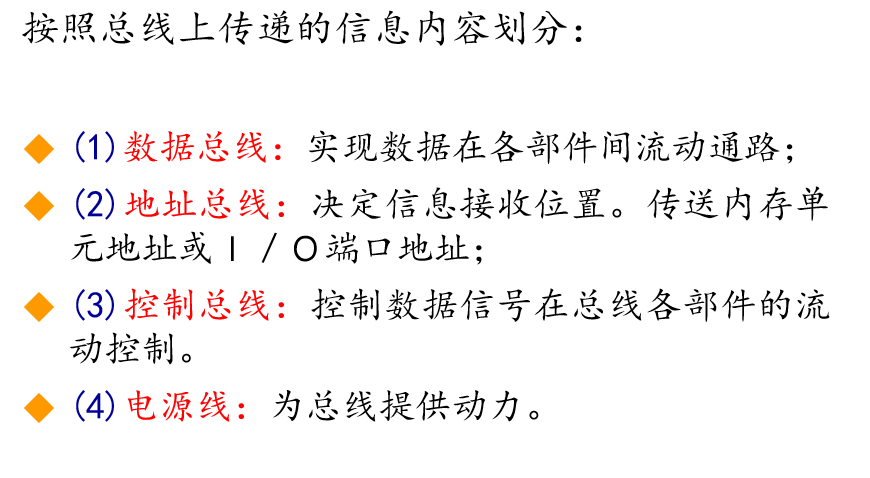 按照总线上传递的信息内容划分：
◆ (1)数据总线：实现数据在各部件间流动通路；
◆ (2)地址总线：决定信息接收位置。传送内存单
元地址或Ｉ／Ｏ端口地址；
◆ (3)控制总线：控制数据信号在总线各部件的流
动控制。
◆ (4)电源线：为总线提供动力。